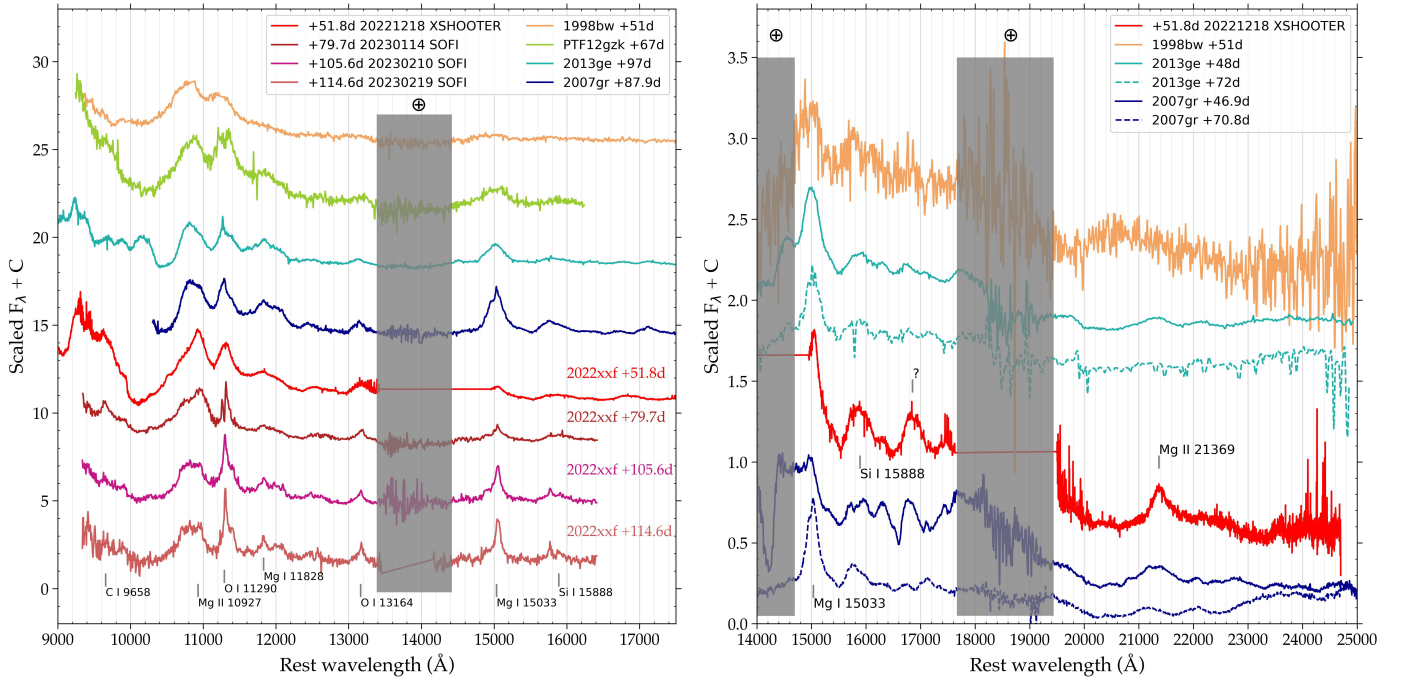 +51.8d 20221218 XSHOOTER
+79.7d 20230114 SOFI
+105.6d 20230210 SOFI
+114.6d 20230219 SOFI
1998bw +51d
PTF12gzk +67d
2013ge +97d
2007gr +87.9d
⊕
2022xxf +51.8d
2022xxf +79.7d
2022xxf +105.6d
2022xxf +114.6d
C I 9658
Mg II 10927
O I 11290
Mg I 11828
O I 13164
Mg I 15033
Si I 15888
30
25
20
15
10
5
0
9000 10000 11000 12000 13000 14000 15000 16000 17000
Rest wavelength (Å)
Scaled Fλ + C
⊕
⊕
+51.8d 20221218 XSHOOTER
1998bw +51d
2013ge +48d
2013ge +72d
2007gr +46.9d
2007gr +70.8d
?
Si I 15888
Mg II 21369
Mg I 15033
3.5
3.0
2.5
2.0
1.5
1.0
0.5
0.0
14000 15000 16000 17000 18000 19000 20000 21000 22000 23000 24000 25000
Rest wavelength (Å)
Scaled Fλ + C